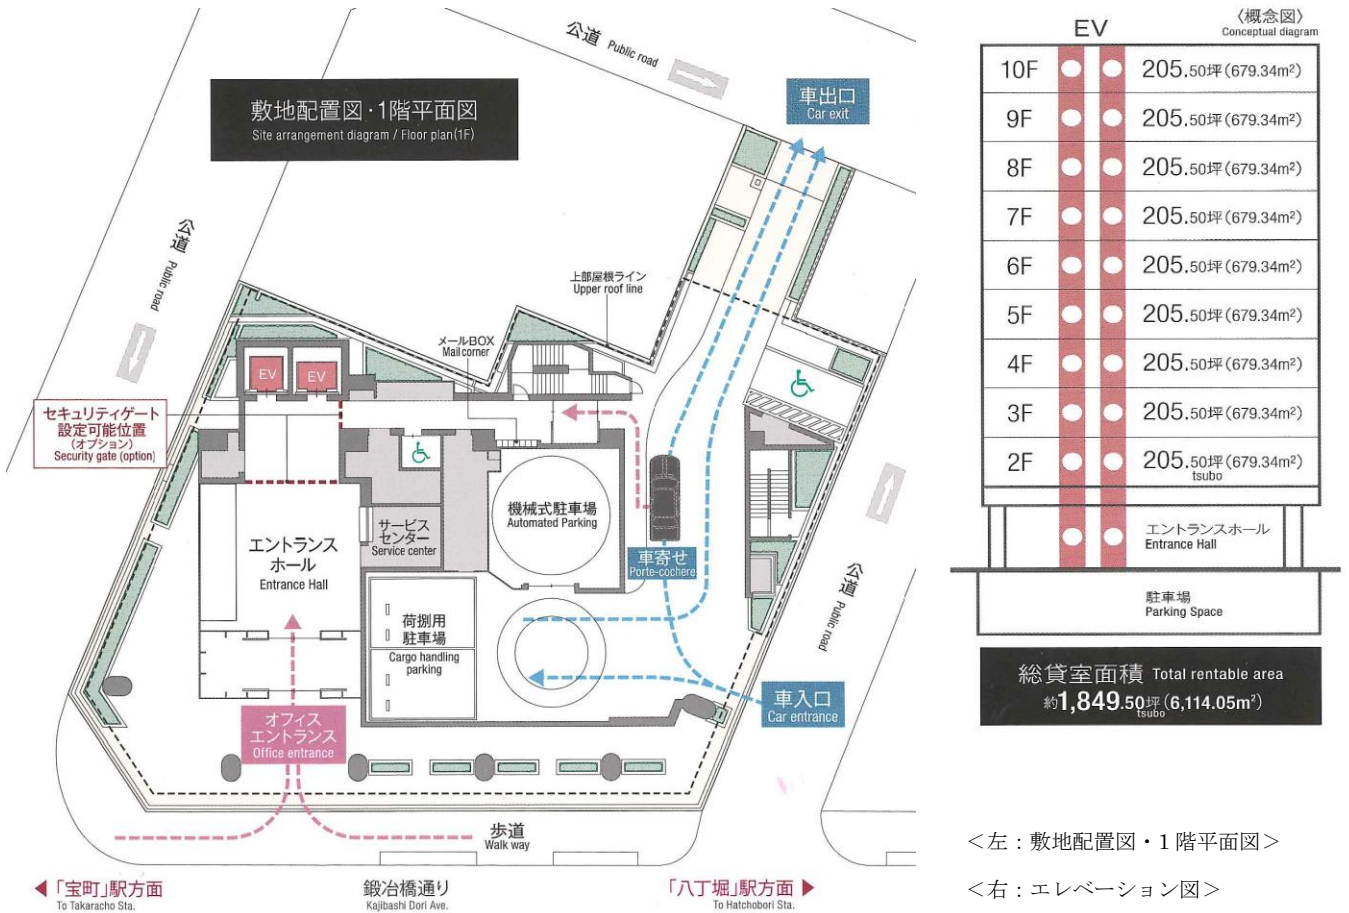 公道 Public road
敷地配置図・1階平面図
Site arrangement diagram / Floor plan(1F)
車出口
Car exit
公道 Public road
上部屋根ライン
Upper roof line
メールBOX
Mail corner
EV
EV
セキュリティゲート
設定可能位置
(オプション)
Security gate (option)
機械式駐車場
Automated Parking
サービス
センター
Service center
エントランス
ホール
Entrance Hall
車寄せ
Porte-cochere
公道 Public road
荷捌用
駐車場
Cargo handling
parking
車入口
Car entrance
オフィス
エントランス
Office entrance
歩道
Walk way
「宝町」駅方面
To Takaracho Sta.
鍛冶橋通り
Kajibashi Dori Ave.
「八丁堀」駅方面
To Hatchobori Sta.
〈概念図〉
Conceptual diagram
EV
10F 205.50坪(679.34m²)
9F 205.50坪(679.34m²)
8F 205.50坪(679.34m²)
7F 205.50坪(679.34m²)
6F 205.50坪(679.34m²)
5F 205.50坪(679.34m²)
4F 205.50坪(679.34m²)
3F 205.50坪(679.34m²)
2F 205.50坪(679.34m²)
tsubo
エントランスホール
Entrance Hall
駐車場
Parking Space
総貸室面積 Total rentable area
約1,849.50坪(6,114.05m²)
tsubo
＜左：敷地配置図・1 階平面図＞
＜右：エレベーション図＞